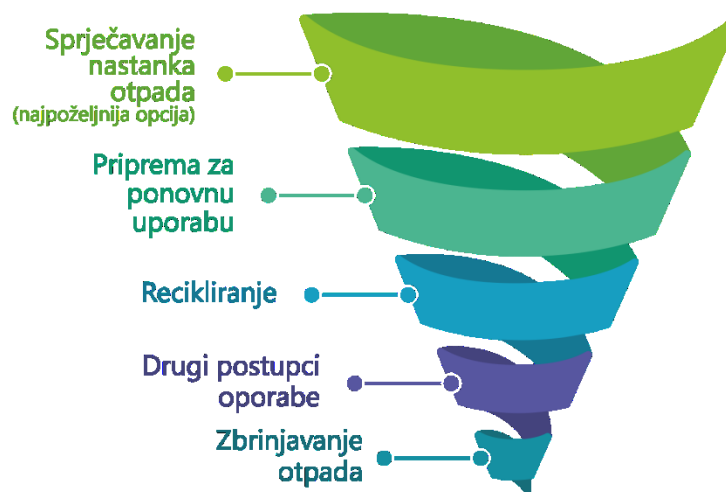 Sprječavanje
nastanka
otpada
(najpoželjnija opcija)
Priprema za
ponovnu
uporabu
Recikliranje
Drugi postupci
oporabe
Zbrinjavanje
otpada